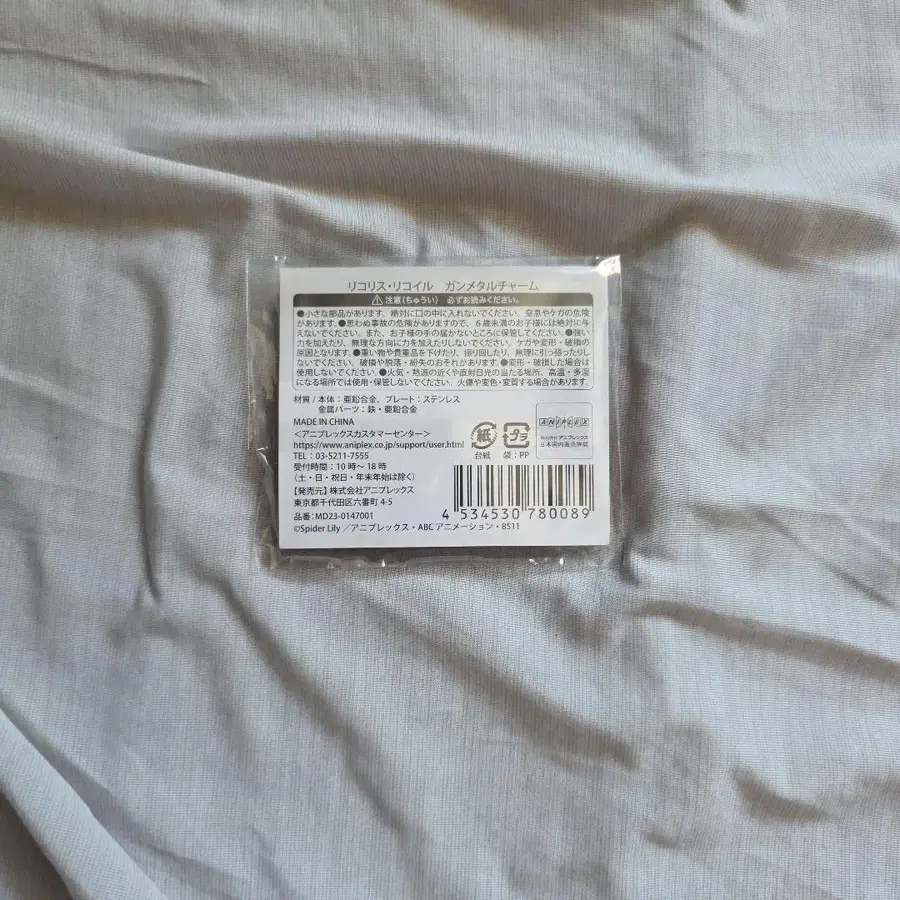 リコリス・リコイル　ガンメタルチャーム
⚠注意(ちゅうい)　必ずお読みください。
●小さな部品があります。絶対に口の中に入れないでください。窒息やケガの危険
があります。●思わぬ事故の危険がありますので、6歳未満のお子様には絶対に与
えないでください。また、お子様の手の届かないところに保管してください。●強い
力を加えたり、無理な方向に力を加えたりしないでください。ケガや変形・破損の
原因となります。●重い物や貴重品を下げたり、振り回したり、無理に引っ張ったりし
ないでください。破損や脱落・紛失のおそれがあります。●変形・破損した場合は
使用しないでください。●火気・熱源の近くや直射日光の当たる場所、高温・多湿
になる場所では使用・保管しないでください。火傷や変色・変質する場合があります。
材質/本体:亜鉛合金、プレート:ステンレス
金属パーツ:鉄・亜鉛合金
MADE IN CHINA
<アニプレックスカスタマーセンター>
https://www.aniplex.co.jp/support/user.html
TEL:03-5211-7555
受付時間:10時〜18時
(土・日・祝日・年末年始は除く)
【発売元】株式会社アニプレックス
東京都千代田区六番町4-5
品番:MD23-0147001
©Spider Lily/アニプレックス・ABCアニメーション・BS11
紙
台紙
プラ
袋:PP
ANIPLEX
株式会社アニプレックス
4 534530 780089